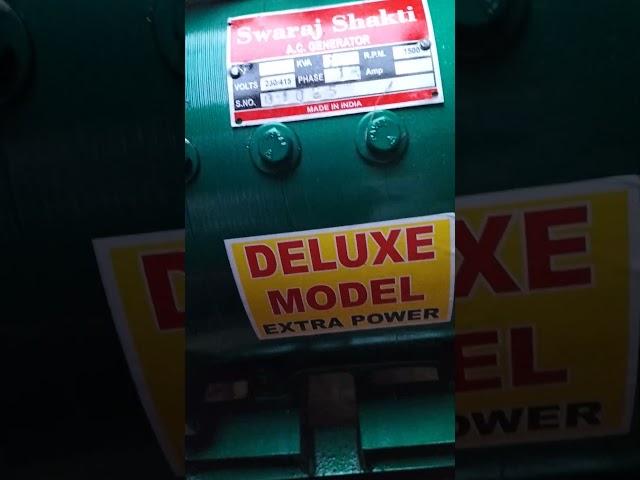 Swaraj Shakti
A.C. GENERATOR
KVA R.P.M. 1500
VOLTS 230/415 PHASE Amp
S.NO.
MADE IN INDIA
DELUXE
MODEL
EXTRA POWER